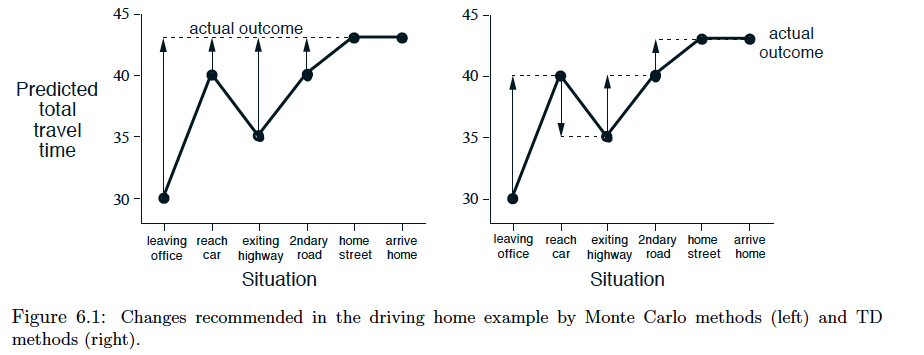 45
actual outcome
40
Predicted
total
travel
time
35
30
leaving reach exiting 2ndary home arrive
office car highway road street home
Situation
45
actual
outcome
40
35
30
leaving reach exiting 2ndary home arrive
office car highway road street home
Situation
Figure 6.1: Changes recommended in the driving home example by Monte Carlo methods (left) and TD
methods (right).